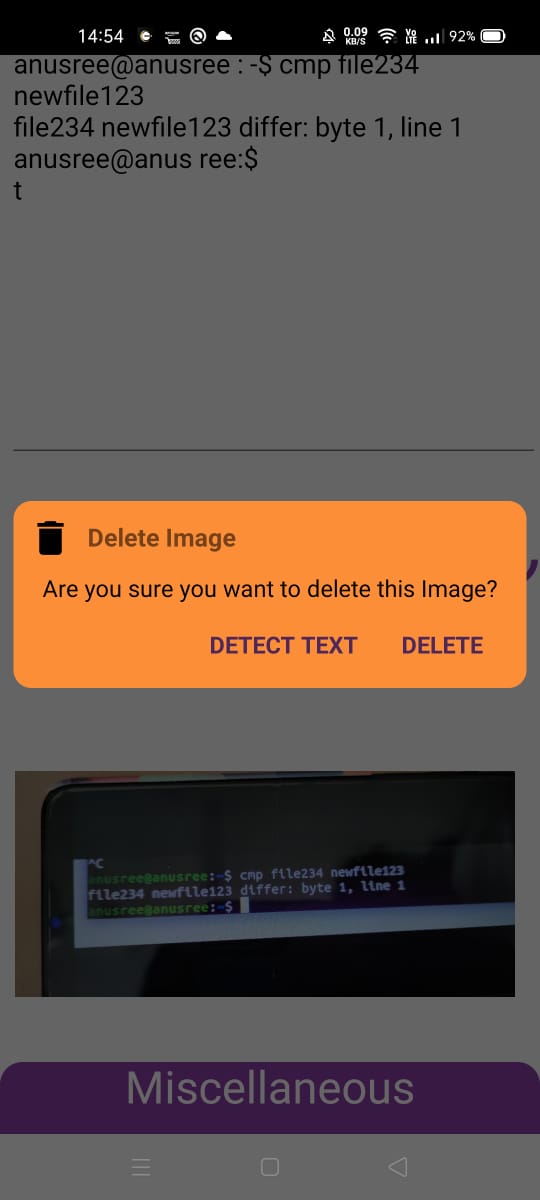 14:54 0.09 KB/S Vo LTE 92%
anusree@anusree : -$ cmp file234
newfile123
file234 newfile123 differ: byte 1, line 1
anusree@anus ree:$
t
Delete Image
Are you sure you want to delete this Image?
DETECT TEXT DELETE
^C
anusree@anusree:~$ cmp file234 newfile123
file234 newfile123 differ: byte 1, line 1
anusree@anusree:~$
Miscellaneous